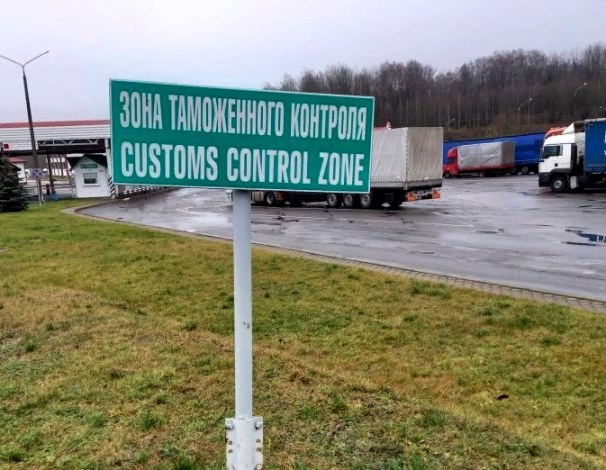 ЗОНА ТАМОЖЕННОГО КОНТРОЛЯ
CUSTOMS CONTROL ZONE